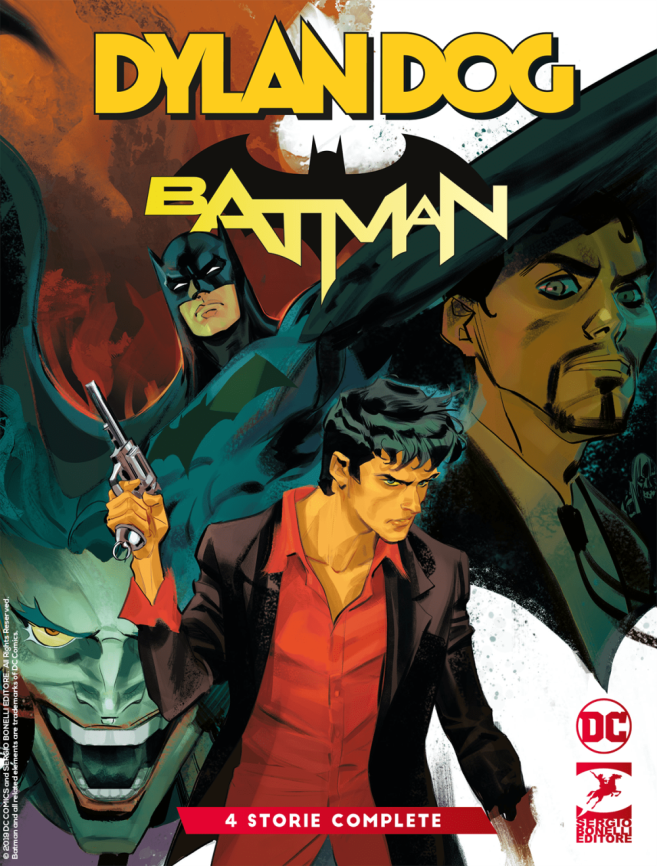 DYLAN DOG
BATMAN
4 STORIE COMPLETE
DC
SERGIO
BONELLI
EDITORE
© 2019 DC COMICS and SERGIO BONELLI EDITORE. All Rights Reserved.
Batman and all related elements are trademarks of DC Comics.